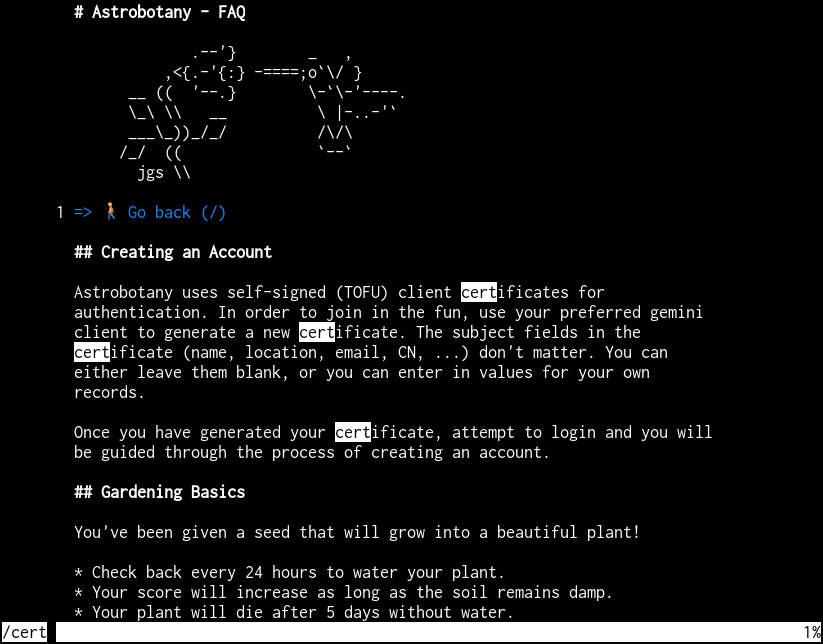 # Astrobotany - FAQ
             .--'}        _   ,
          ,<{.-'{:} -====;o`\/ }
      __ ((  '--.}        \-`\-'----.
      \_\ \\   __          \ |-..-'`
      ___\_))_/_/          /\/\
     /_/  ((               `--`
       jgs \\
1 => 🚶 Go back (/)
## Creating an Account
Astrobotany uses self-signed (TOFU) client certificates for
authentication. In order to join in the fun, use your preferred gemini
client to generate a new certificate. The subject fields in the
certificate (name, location, email, CN, ...) don't matter. You can
either leave them blank, or you can enter in values for your own
records.
Once you have generated your certificate, attempt to login and you will
be guided through the process of creating an account.
## Gardening Basics
You've been given a seed that will grow into a beautiful plant!
* Check back every 24 hours to water your plant.
* Your score will increase as long as the soil remains damp.
* Your plant will die after 5 days without water.
/cert 1%